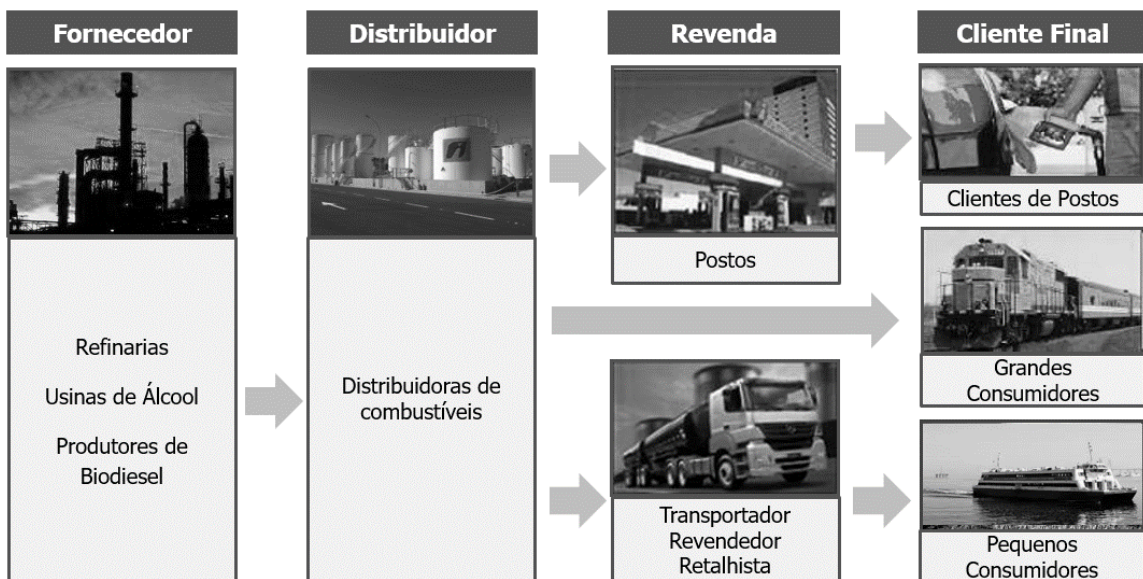 Fornecedor
Distribuidor
Revenda
Cliente Final
Refinarias
Usinas de Álcool
Produtores de
Biodiesel
Distribuidoras de
combustíveis
Postos
Transportador
Revendedor
Retalhista
Clientes de Postos
Grandes
Consumidores
Pequenos
Consumidores